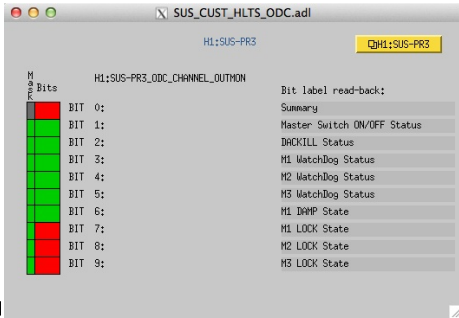 SUS_CUST_HLTS_ODC.adl
H1:SUS-PR3
H1:SUS-PR3
Mask
Bits
H1:SUS-PR3_ODC_CHANNEL_OUTMON
Bit label read-back:
BIT 0: Summary
BIT 1: Master Switch ON/OFF Status
BIT 2: DACKILL Status
BIT 3: M1 WatchDog Status
BIT 4: M2 WatchDog Status
BIT 5: M3 WatchDog Status
BIT 6: M1 DAMP State
BIT 7: M1 LOCK State
BIT 8: M2 LOCK State
BIT 9: M3 LOCK State